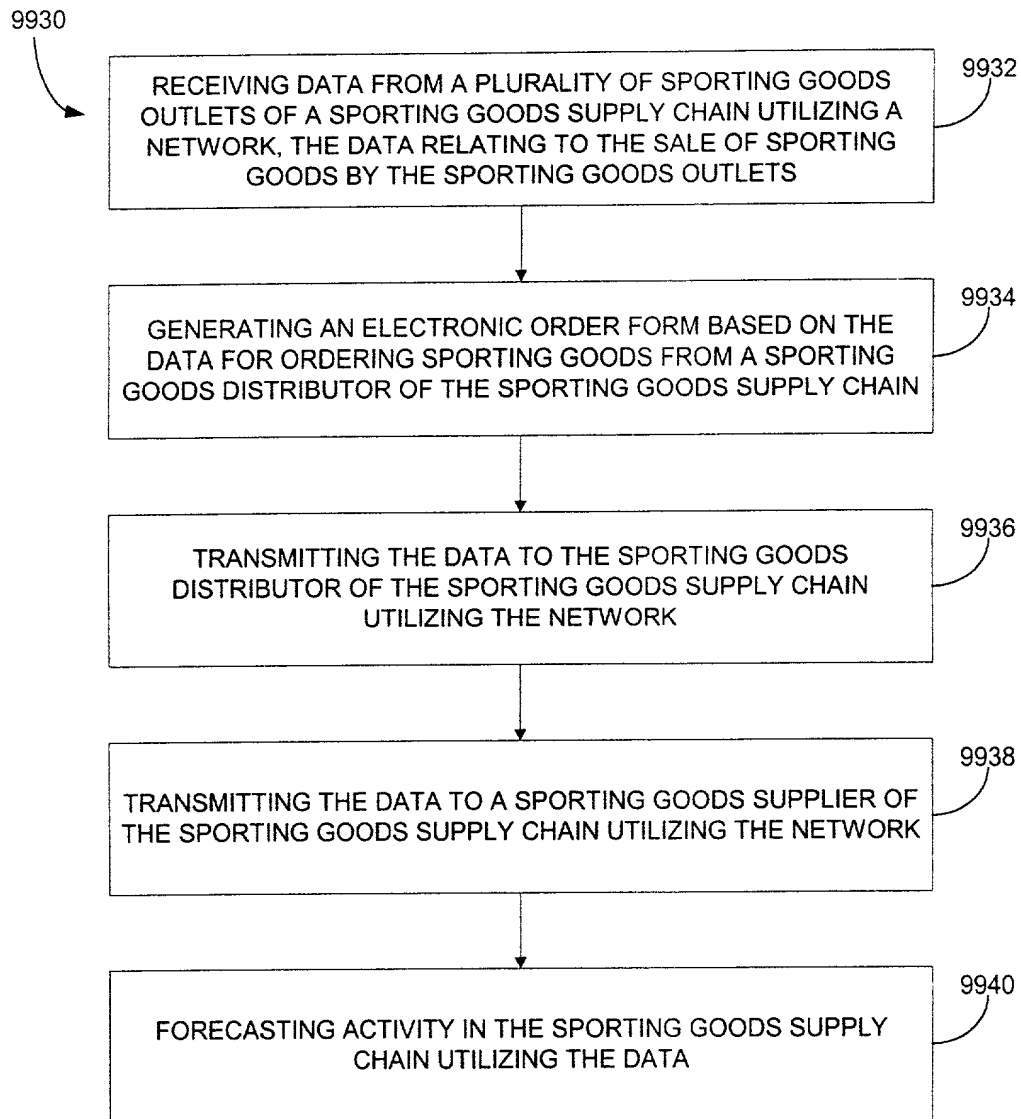 9930
9932
RECEIVING DATA FROM A PLURALITY OF SPORTING GOODS
OUTLETS OF A SPORTING GOODS SUPPLY CHAIN UTILIZING A
NETWORK, THE DATA RELATING TO THE SALE OF SPORTING
GOODS BY THE SPORTING GOODS OUTLETS
9934
GENERATING AN ELECTRONIC ORDER FORM BASED ON THE
DATA FOR ORDERING SPORTING GOODS FROM A SPORTING
GOODS DISTRIBUTOR OF THE SPORTING GOODS SUPPLY CHAIN
9936
TRANSMITTING THE DATA TO THE SPORTING GOODS
DISTRIBUTOR OF THE SPORTING GOODS SUPPLY CHAIN
UTILIZING THE NETWORK
9938
TRANSMITTING THE DATA TO A SPORTING GOODS SUPPLIER OF
THE SPORTING GOODS SUPPLY CHAIN UTILIZING THE NETWORK
9940
FORECASTING ACTIVITY IN THE SPORTING GOODS SUPPLY
CHAIN UTILIZING THE DATA